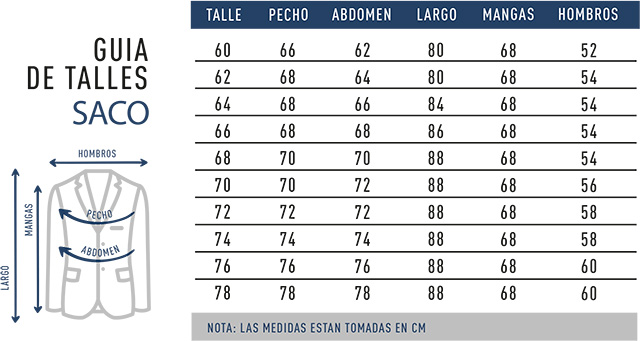 GUIA
DE TALLES
SACO
HOMBROS
MANGAS
LARGO
PECHO
ABDOMEN
TALLE PECHO ABDOMEN LARGO MANGAS HOMBROS
60 66 62 80 68 52
62 68 64 80 68 54
64 68 66 84 68 54
66 68 68 86 68 54
68 70 70 88 68 54
70 70 72 88 68 56
72 72 72 88 68 58
74 74 74 88 68 58
76 76 76 88 68 60
78 78 78 88 68 60
NOTA: LAS MEDIDAS ESTAN TOMADAS EN CM